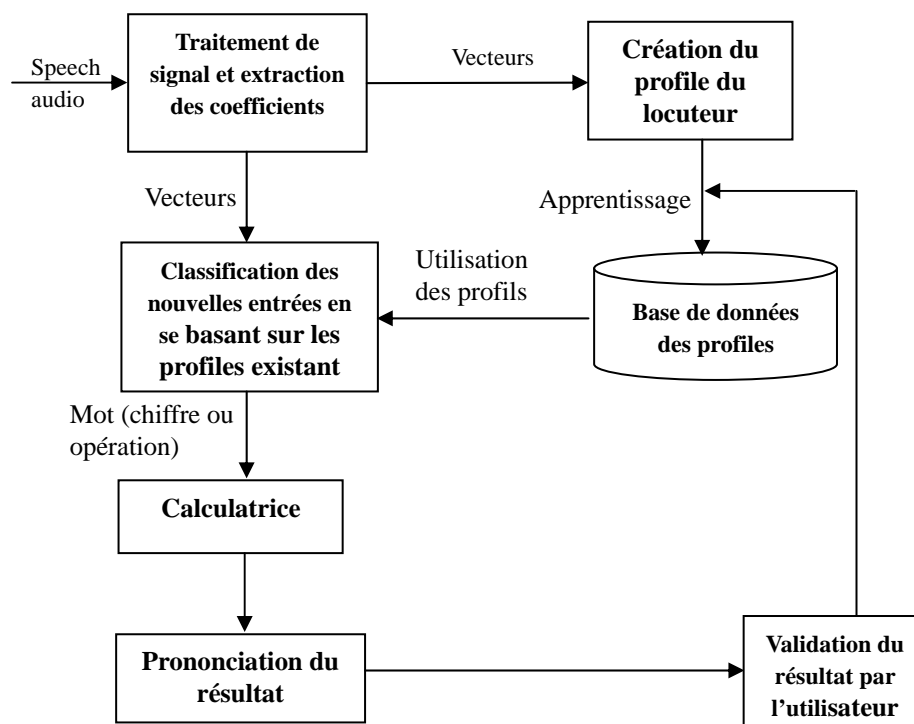 Speech
audio
Traitement de
signal et extraction
des coefficients
Vecteurs
Création du
profile du
locuteur
Vecteurs
Apprentissage
Classification des
nouvelles entrées en
se basant sur les
profiles existant
Utilisation
des profils
Base de données
des profiles
Mot (chiffre ou
opération)
Calculatrice
Prononciation du
résultat
Validation du
résultat par
l’utilisateur